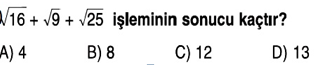 √16 + √9 + √25 işleminin sonucu kaçtır?
A) 4 B) 8 C) 12 D) 13